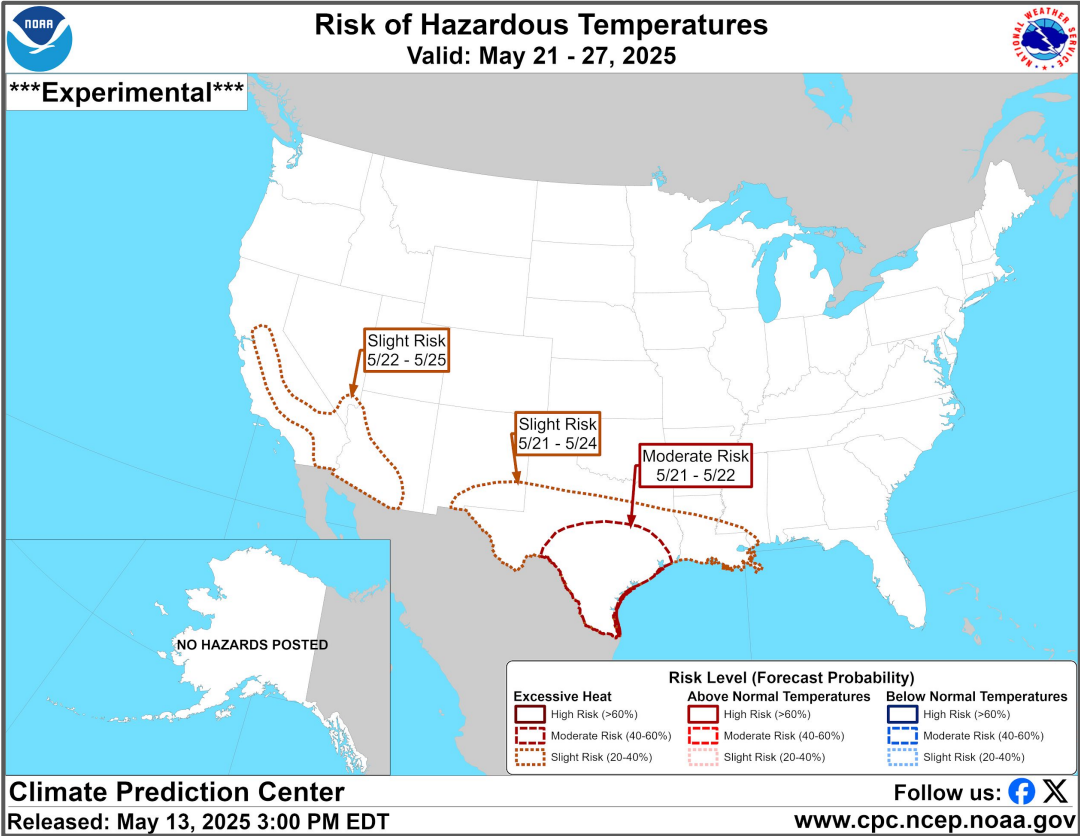 NOAA
Risk of Hazardous Temperatures
Valid: May 21 - 27, 2025
NATIONAL WEATHER SERVICE
***Experimental***
Slight Risk
5/22 - 5/25
Slight Risk
5/21 - 5/24
Moderate Risk
5/21 - 5/22
NO HAZARDS POSTED
Risk Level (Forecast Probability)
Excessive Heat
High Risk (>60%)
Moderate Risk (40-60%)
Slight Risk (20-40%)
Above Normal Temperatures
High Risk (>60%)
Moderate Risk (40-60%)
Slight Risk (20-40%)
Below Normal Temperatures
High Risk (>60%)
Moderate Risk (40-60%)
Slight Risk (20-40%)
Climate Prediction Center
Follow us:
Released: May 13, 2025 3:00 PM EDT
www.cpc.ncep.noaa.gov